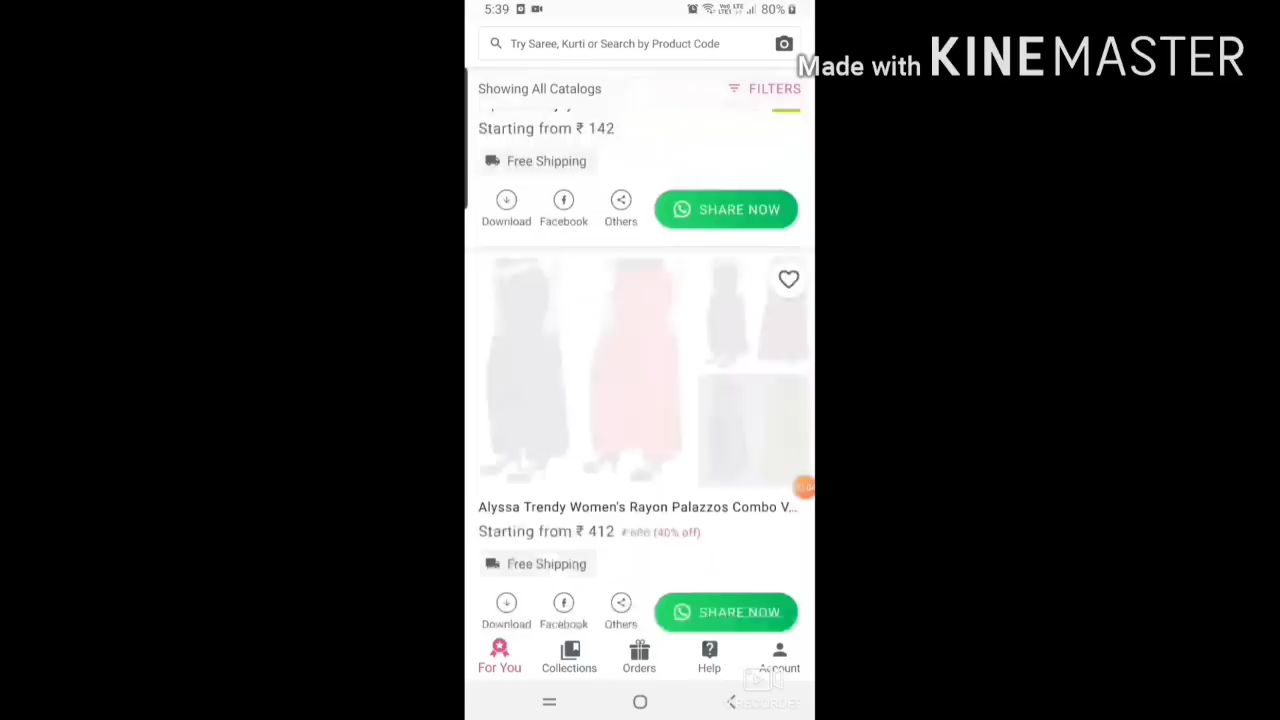 5:39
80%
Try Saree, Kurti or Search by Product Code
Made with KINEMASTER
Showing All Catalogs
FILTERS
Starting from ₹ 142
Free Shipping
Download Facebook Others SHARE NOW
Alyssa Trendy Women's Rayon Palazzos Combo V...
Starting from ₹ 412 (40% off)
Free Shipping
Download Facebook Others SHARE NOW
For You Collections Orders Help Account